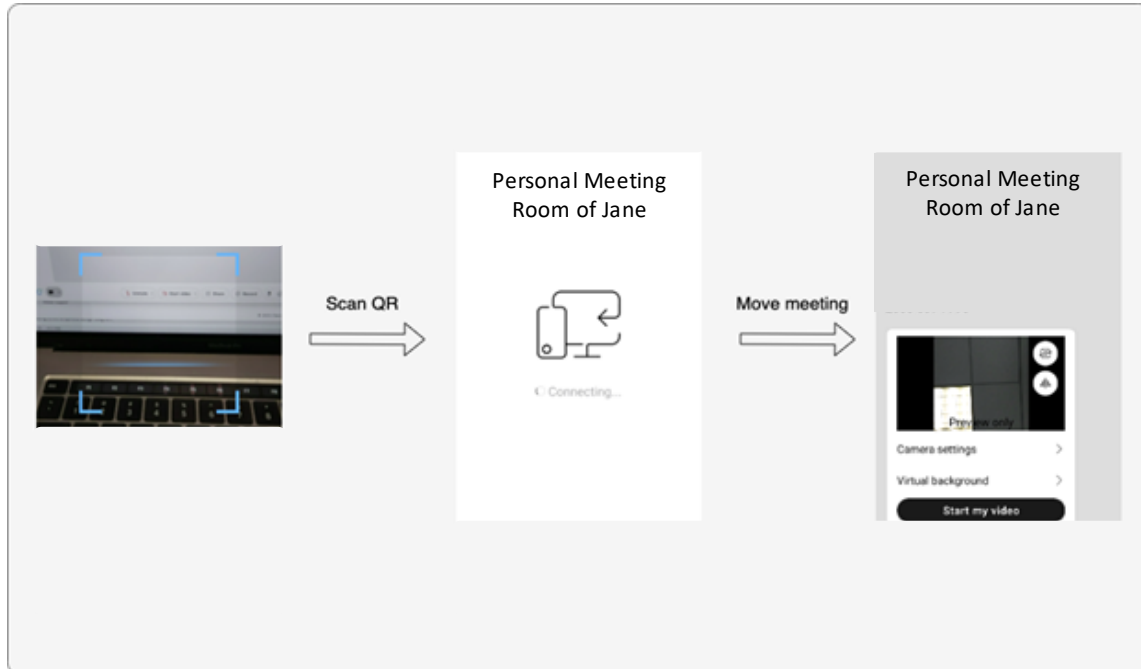 Scan QR
Personal Meeting
Room of Jane
Connecting...
Move meeting
Personal Meeting
Room of Jane
Preview only
Camera settings
Virtual background
Start my video